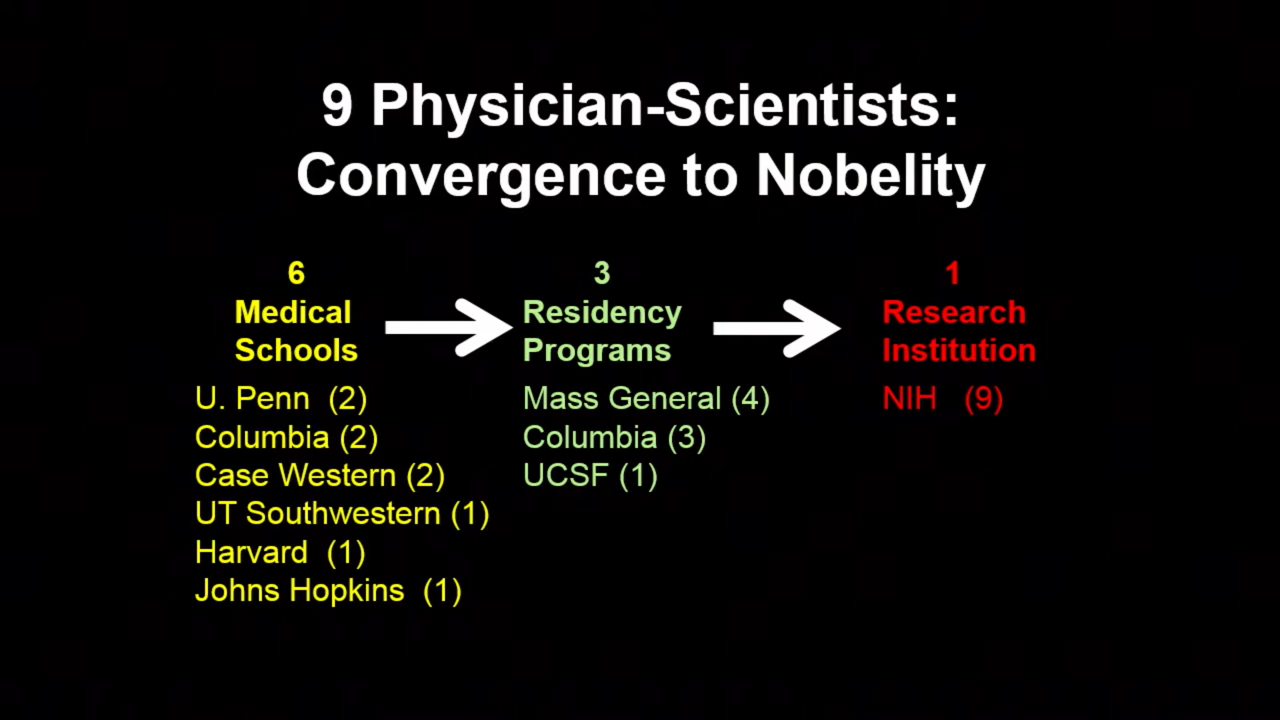 9 Physician-Scientists:
Convergence to Nobelity
6
Medical
Schools
U. Penn (2)
Columbia (2)
Case Western (2)
UT Southwestern (1)
Harvard (1)
Johns Hopkins (1)
3
Residency
Programs
Mass General (4)
Columbia (3)
UCSF (1)
1
Research
Institution
NIH (9)